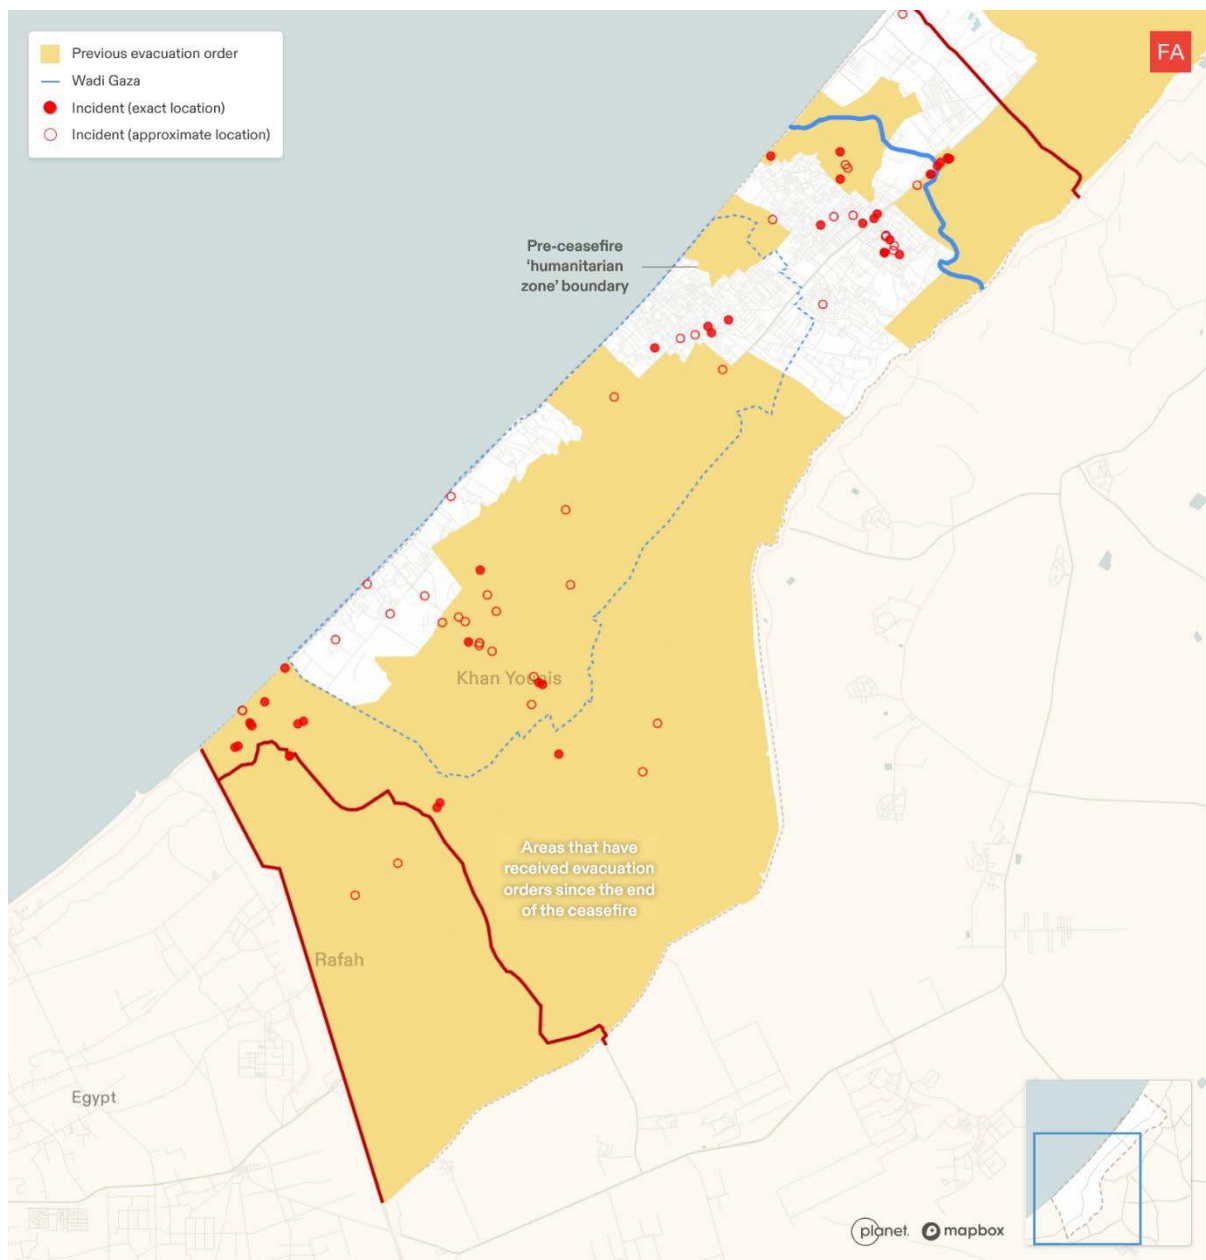 Previous evacuation order
Wadi Gaza
Incident (exact location)
Incident (approximate location)
FA
Pre-ceasefire
‘humanitarian
zone’ boundary
Khan Younis
Areas that have
received evacuation
orders since the end
of the ceasefire
Rafah
Egypt
planet.
mapbox